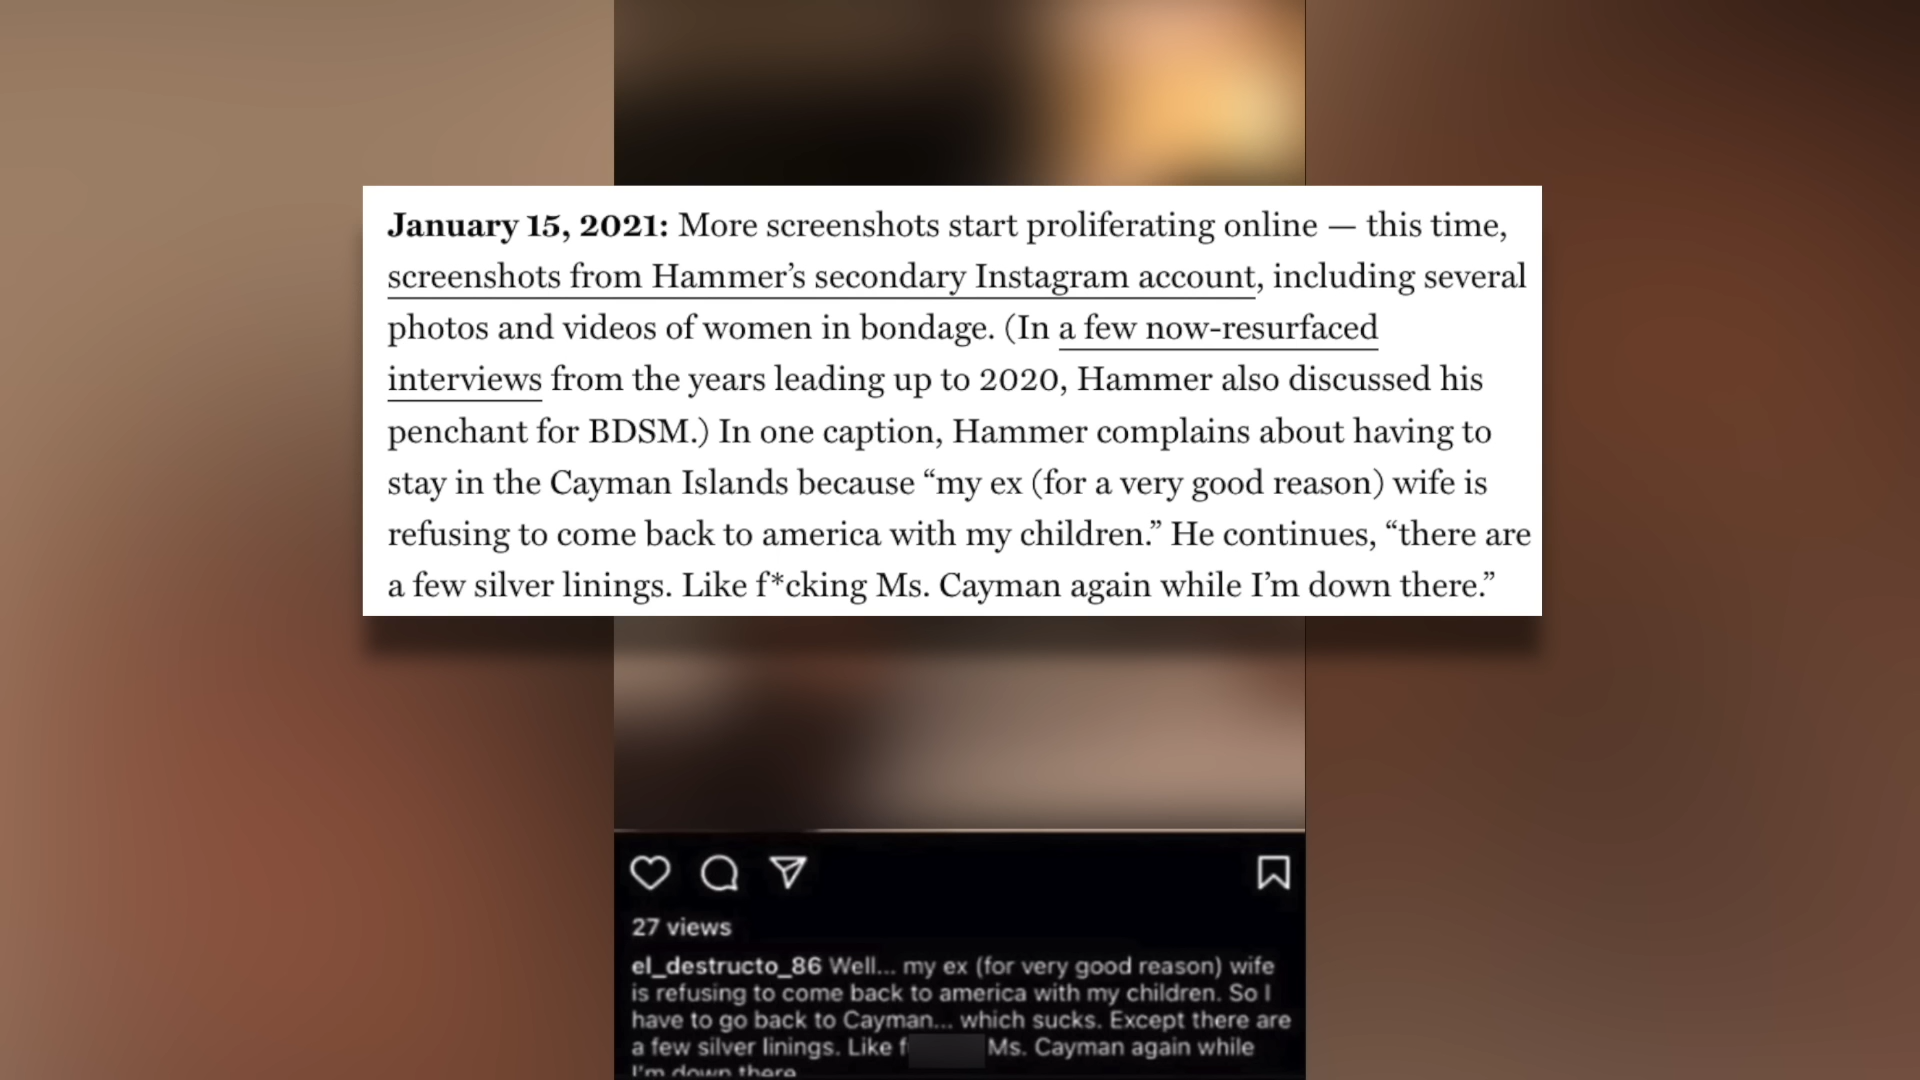 January 15, 2021: More screenshots start proliferating online — this time,
screenshots from Hammer’s secondary Instagram account, including several
photos and videos of women in bondage. (In a few now-resurfaced
interviews from the years leading up to 2020, Hammer also discussed his
penchant for BDSM.) In one caption, Hammer complains about having to
stay in the Cayman Islands because “my ex (for a very good reason) wife is
refusing to come back to america with my children.” He continues, “there are
a few silver linings. Like f*cking Ms. Cayman again while I’m down there.”
27 views
el_destructo_86 Well... my ex (for very good reason) wife
is refusing to come back to america with my children. So I
have to go back to Cayman... which sucks. Except there are
a few silver linings. Like f Ms. Cayman again while
I'm down there